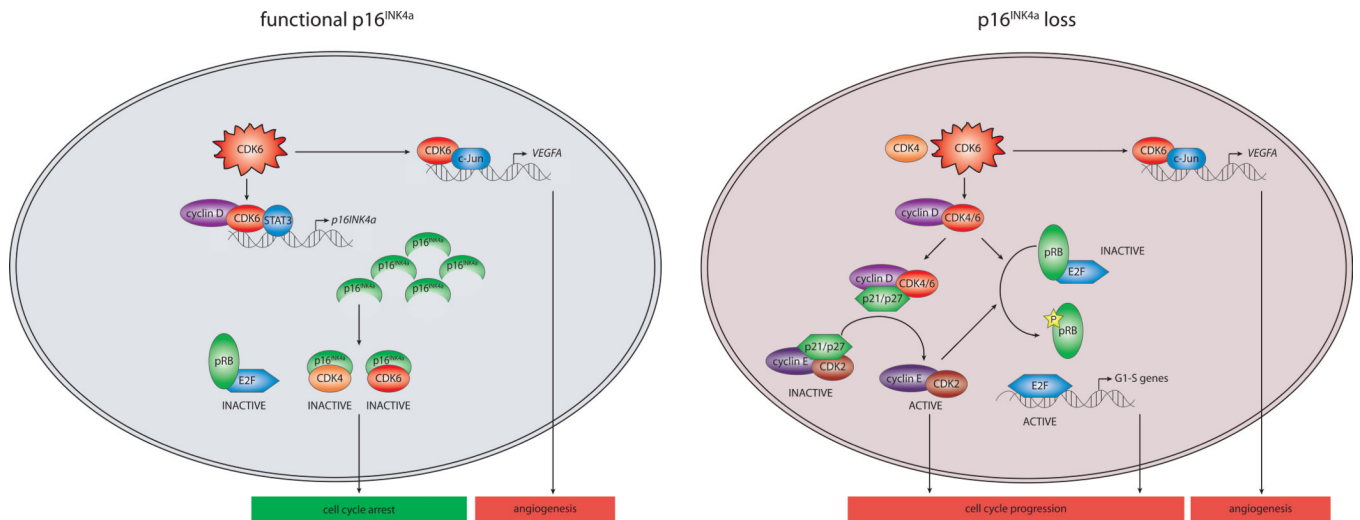 functional p16INK4a
CDK6
CDK6
c-Jun
VEGFA
cyclin D
CDK6
STAT3
p16INK4a
p16INK4a
p16INK4a
p16INK4a
p16INK4a
p16INK4a
pRB
E2F
INACTIVE
p16INK4a
CDK4
INACTIVE
p16INK4a
CDK6
INACTIVE
cell cycle arrest
angiogenesis
p16INK4a loss
CDK4
CDK6
CDK6
c-Jun
VEGFA
cyclin D
CDK4/6
pRB
E2F
INACTIVE
cyclin D
CDK4/6
p21/p27
P
pRB
p21/p27
cyclin E
CDK2
INACTIVE
cyclin E
CDK2
ACTIVE
E2F
G1-S genes
ACTIVE
cell cycle progression
angiogenesis